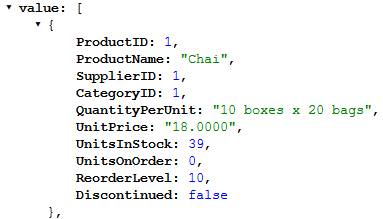 value: [
{
ProductID: 1,
ProductName: "Chai",
SupplierID: 1,
CategoryID: 1,
QuantityPerUnit: "10 boxes x 20 bags",
UnitPrice: "18.0000",
UnitsInStock: 39,
UnitsOnOrder: 0,
ReorderLevel: 10,
Discontinued: false
},